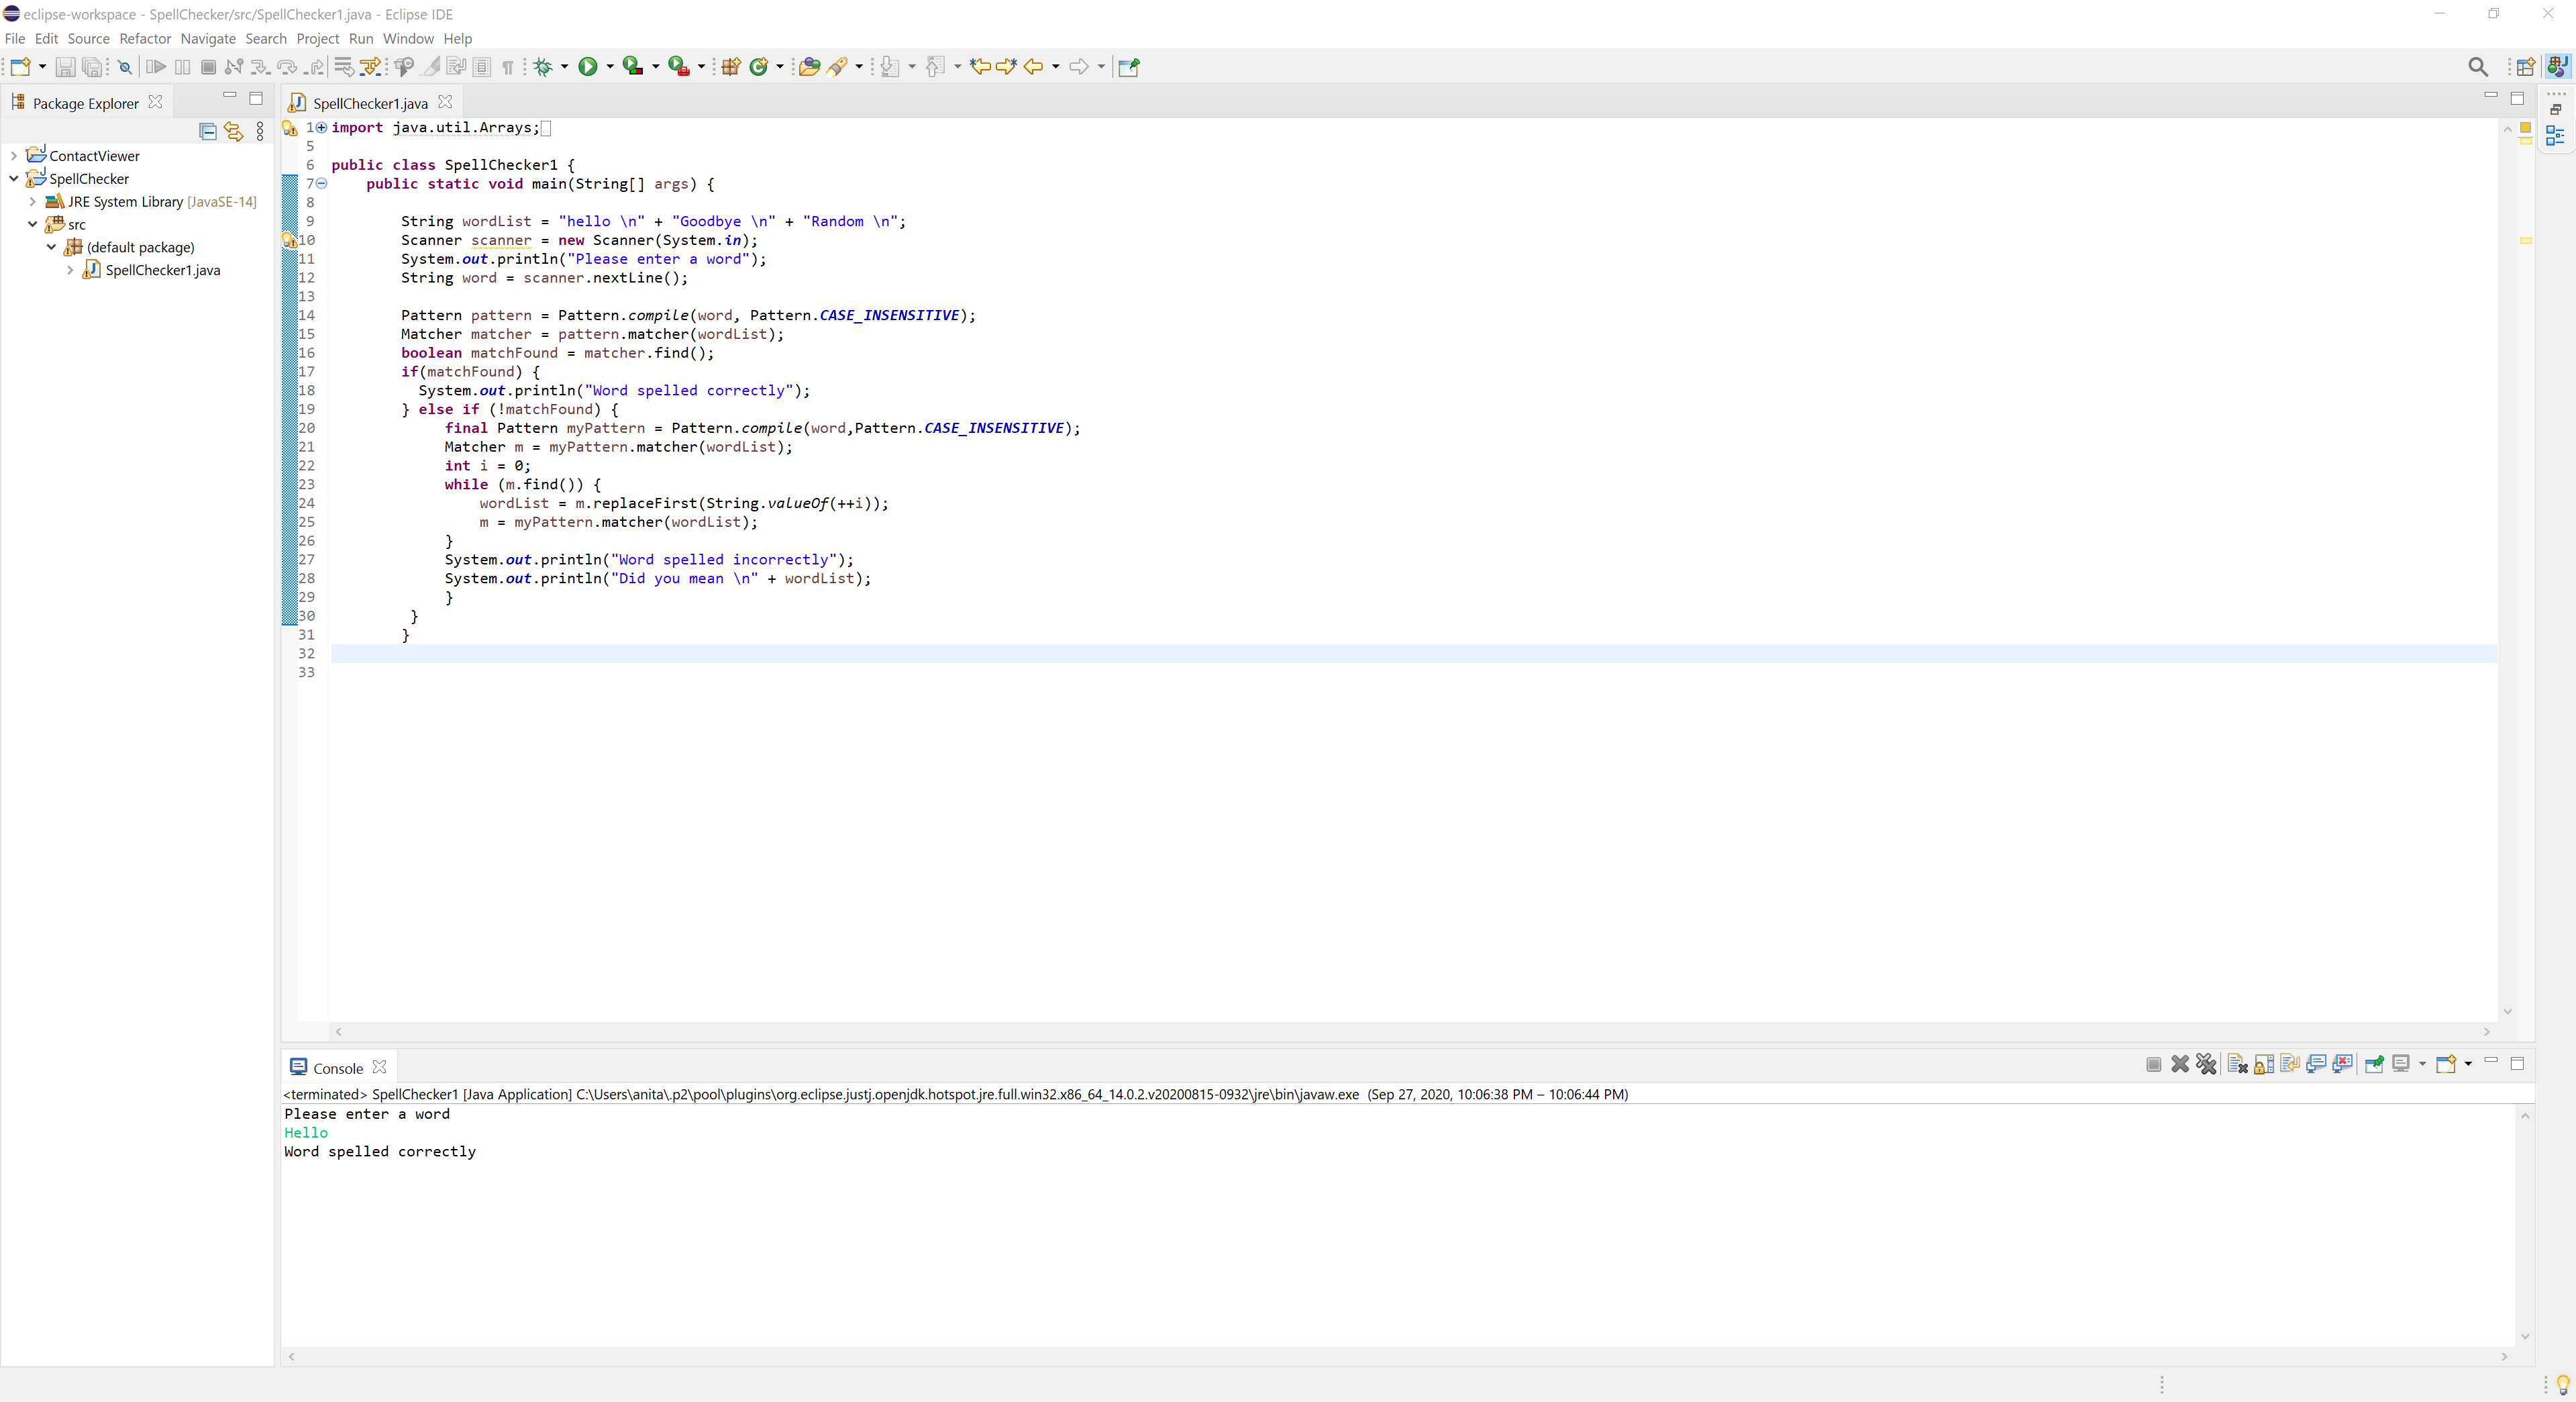 eclipse-workspace - SpellChecker/src/SpellChecker1.java - Eclipse IDE
File Edit Source Refactor Navigate Search Project Run Window Help
Package Explorer
ContactViewer
SpellChecker
JRE System Library [JavaSE-14]
src
(default package)
SpellChecker1.java
SpellChecker1.java
1 import java.util.Arrays;
5
6 public class SpellChecker1 {
7 public static void main(String[] args) {
8
9 String wordList = "hello \n" + "Goodbye \n" + "Random \n";
10 Scanner scanner = new Scanner(System.in);
11 System.out.println("Please enter a word");
12 String word = scanner.nextLine();
13
14 Pattern pattern = Pattern.compile(word, Pattern.CASE_INSENSITIVE);
15 Matcher matcher = pattern.matcher(wordList);
16 boolean matchFound = matcher.find();
17 if(matchFound) {
18 System.out.println("Word spelled correctly");
19 } else if (!matchFound) {
20 final Pattern myPattern = Pattern.compile(word,Pattern.CASE_INSENSITIVE);
21 Matcher m = myPattern.matcher(wordList);
22 int i = 0;
23 while (m.find()) {
24 wordList = m.replaceFirst(String.valueOf(++i));
25 m = myPattern.matcher(wordList);
26 }
27 System.out.println("Word spelled incorrectly");
28 System.out.println("Did you mean \n" + wordList);
29 }
30 }
31 }
32
33
Console
<terminated> SpellChecker1 [Java Application] C:\Users\anita\.p2\pool\plugins\org.eclipse.justj.openjdk.hotspot.jre.full.win32.x86_64_14.0.2.v20200815-0932\jre\bin\javaw.exe (Sep 27, 2020, 10:06:38 PM – 10:06:44 PM)
Please enter a word
Hello
Word spelled correctly